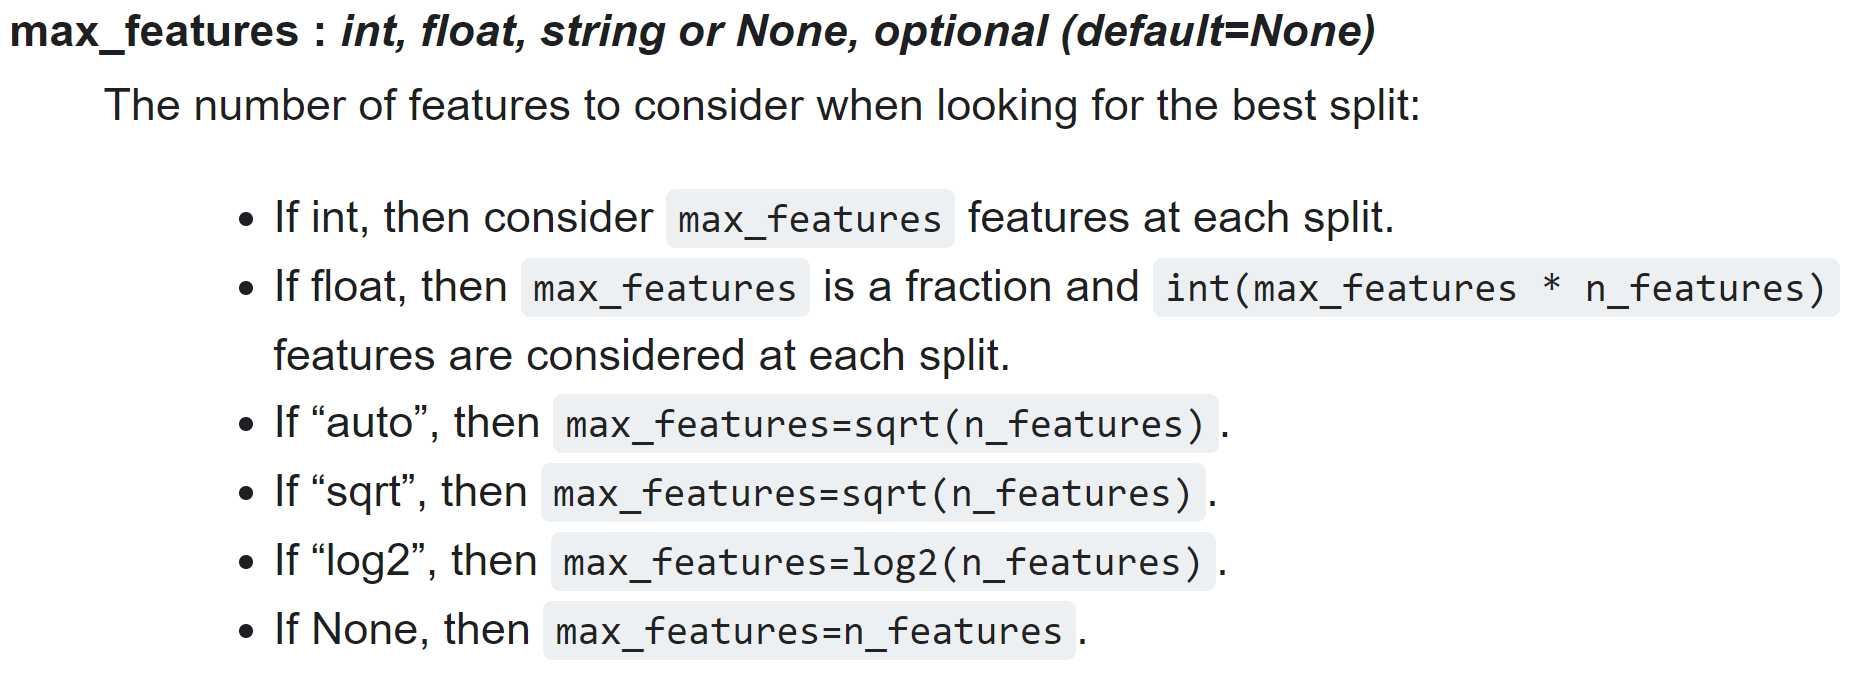 max_features : int, float, string or None, optional (default=None)
The number of features to consider when looking for the best split:
• If int, then consider max_features features at each split.
• If float, then max_features is a fraction and int(max_features * n_features)
features are considered at each split.
• If “auto”, then max_features=sqrt(n_features).
• If “sqrt”, then max_features=sqrt(n_features).
• If “log2”, then max_features=log2(n_features).
• If None, then max_features=n_features.